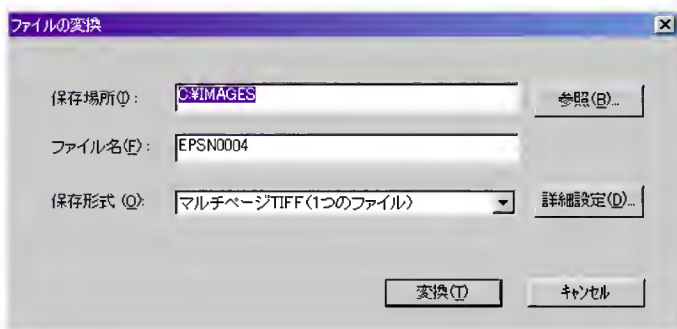 ファイルの変換
保存場所(I):
C:¥IMAGES
参照(B)...
ファイル名(F):
EPSN0004
保存形式 (O):
マルチページTIFF(1つのファイル)
詳細設定(D)...
変換(T)
キャンセル